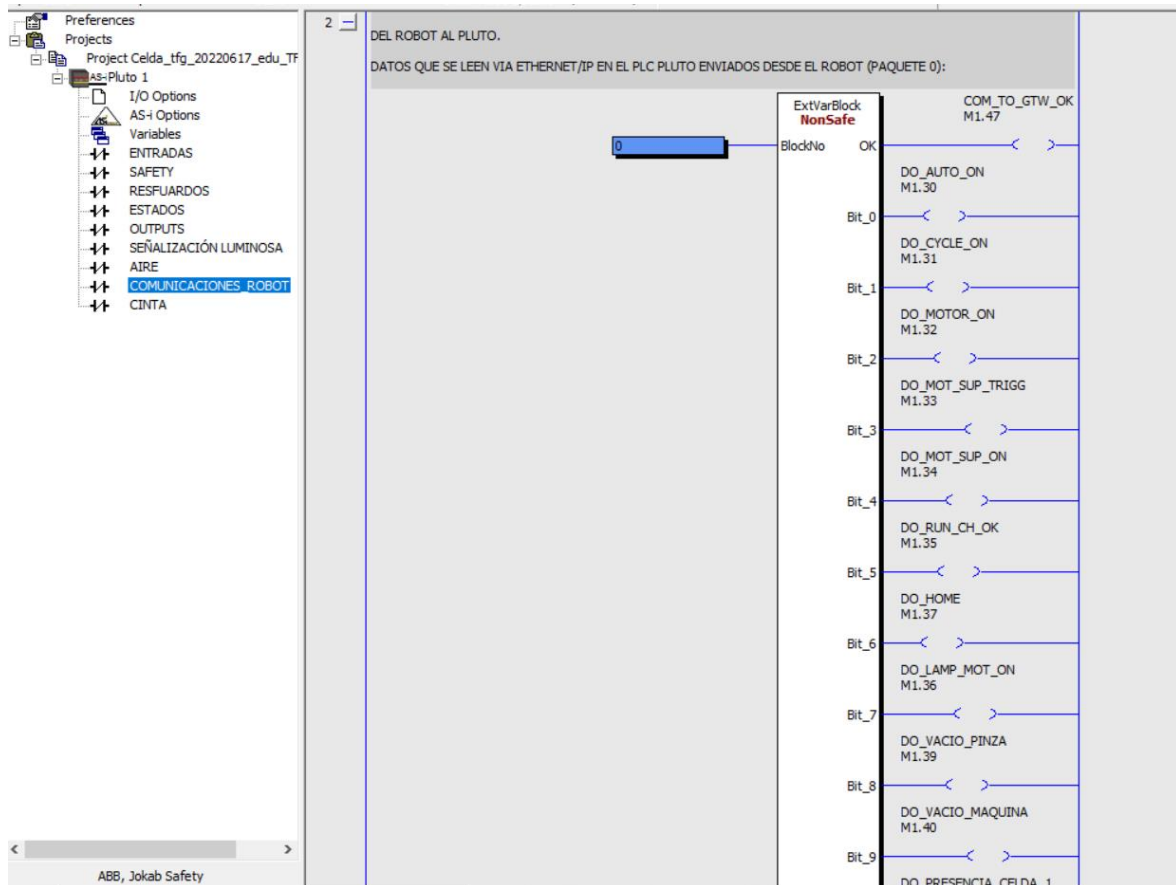 Preferences
Projects
Project Celda_tfg_20220617_edu_TF
AS-i Pluto 1
I/O Options
AS-i Options
Variables
ENTRADAS
SAFETY
RESFUARDOS
ESTADOS
OUTPUTS
SEÑALIZACIÓN LUMINOSA
AIRE
COMUNICACIONES_ROBOT
CINTA
ABB, Jokab Safety
2
DEL ROBOT AL PLUTO.
DATOS QUE SE LEEN VIA ETHERNET/IP EN EL PLC PLUTO ENVIADOS DESDE EL ROBOT (PAQUETE 0):
ExtVarBlock
NonSafe
COM_TO_GTW_OK
M1.47
0
BlockNo OK
DO_AUTO_ON
M1.30
Bit_0
DO_CYCLE_ON
M1.31
Bit_1
DO_MOTOR_ON
M1.32
Bit_2
DO_MOT_SUP_TRIGG
M1.33
Bit_3
DO_MOT_SUP_ON
M1.34
Bit_4
DO_RUN_CH_OK
M1.35
Bit_5
DO_HOME
M1.37
Bit_6
DO_LAMP_MOT_ON
M1.36
Bit_7
DO_VACIO_PINZA
M1.39
Bit_8
DO_VACIO_MAQUINA
M1.40
Bit_9
DO_PRESENCIA_CELDA_1